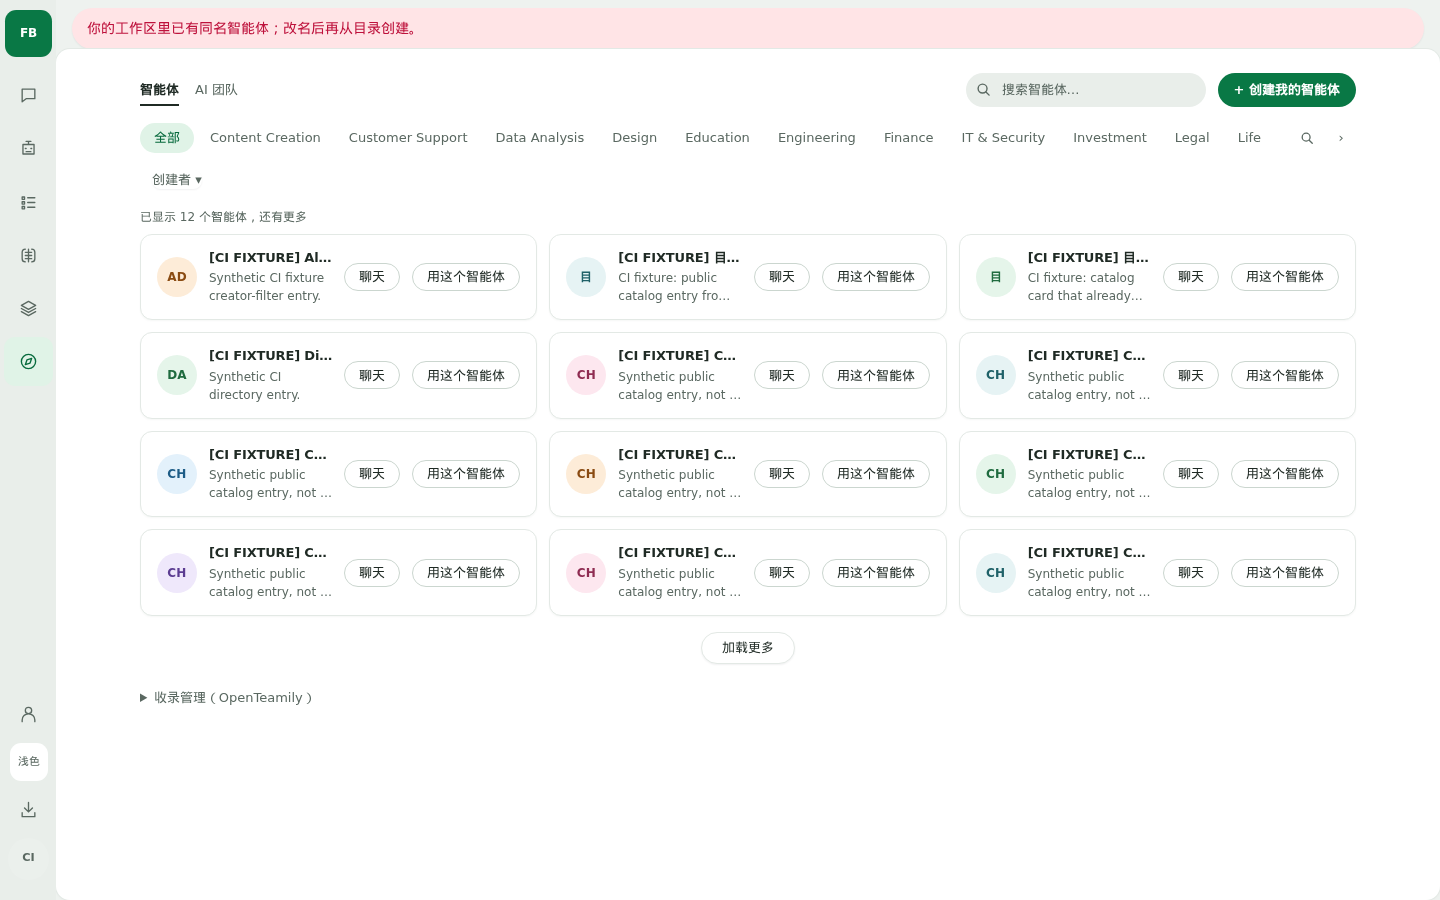 FB
你的工作区里已有同名智能体；改名后再从目录创建。
智能体 AI 团队
搜索智能体...
+ 创建我的智能体
全部 Content Creation Customer Support Data Analysis Design Education Engineering Finance IT & Security Investment Legal Life ›
创建者 ▾
已显示 12 个智能体，还有更多
AD
[CI FIXTURE] Al...
Synthetic CI fixture
creator-filter entry.
聊天 用这个智能体
目
[CI FIXTURE] 目...
CI fixture: public
catalog entry fro...
聊天 用这个智能体
目
[CI FIXTURE] 目...
CI fixture: catalog
card that already...
聊天 用这个智能体
DA
[CI FIXTURE] Di...
Synthetic CI
directory entry.
聊天 用这个智能体
CH
[CI FIXTURE] C...
Synthetic public
catalog entry, not ...
聊天 用这个智能体
CH
[CI FIXTURE] C...
Synthetic public
catalog entry, not ...
聊天 用这个智能体
CH
[CI FIXTURE] C...
Synthetic public
catalog entry, not ...
聊天 用这个智能体
CH
[CI FIXTURE] C...
Synthetic public
catalog entry, not ...
聊天 用这个智能体
CH
[CI FIXTURE] C...
Synthetic public
catalog entry, not ...
聊天 用这个智能体
CH
[CI FIXTURE] C...
Synthetic public
catalog entry, not ...
聊天 用这个智能体
CH
[CI FIXTURE] C...
Synthetic public
catalog entry, not ...
聊天 用这个智能体
CH
[CI FIXTURE] C...
Synthetic public
catalog entry, not ...
聊天 用这个智能体
加载更多
▶ 收录管理（OpenTeamily）
浅色
CI